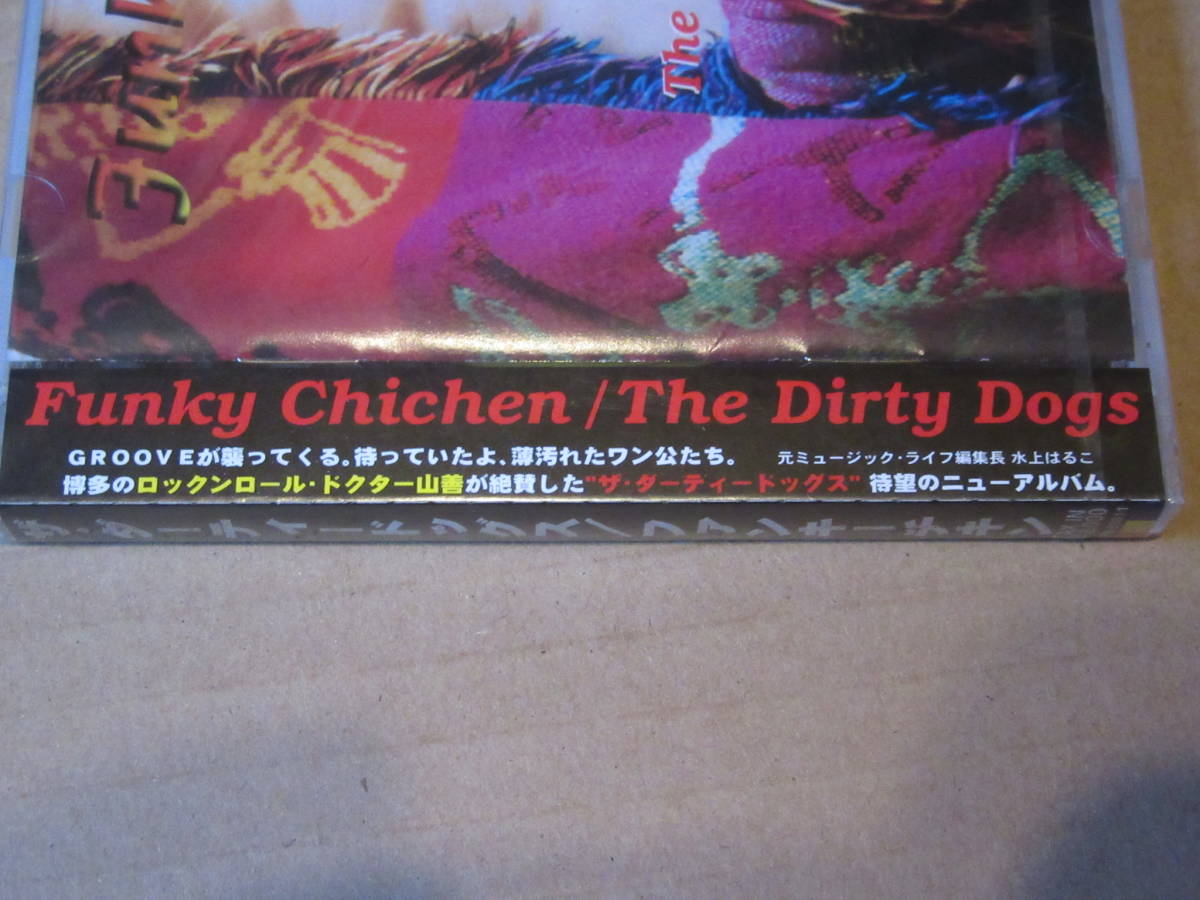 The
Funky Chichen / The Dirty Dogs
GROOVEが襲ってくる。待っていたよ、薄汚れたワン公たち。 元ミュージック・ライフ編集長 水上はるこ
博多のロックンロール・ドクター山善が絶賛した"ザ・ダーティードッグス" 待望のニューアルバム。
ザ・ダーティードッグス/ファンキーチキン